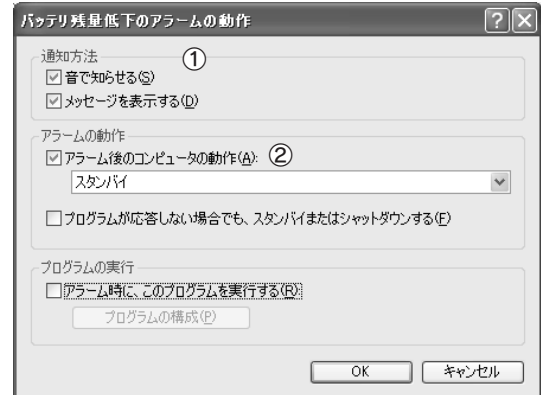 バッテリ残量低下のアラームの動作
通知方法 ①
音で知らせる(S)
メッセージを表示する(D)
アラームの動作
アラーム後のコンピュータの動作(A): ②
スタンバイ
プログラムが応答しない場合でも、スタンバイまたはシャットダウンする(F)
プログラムの実行
アラーム時に、このプログラムを実行する(R):
プログラムの構成(P)
OK キャンセル